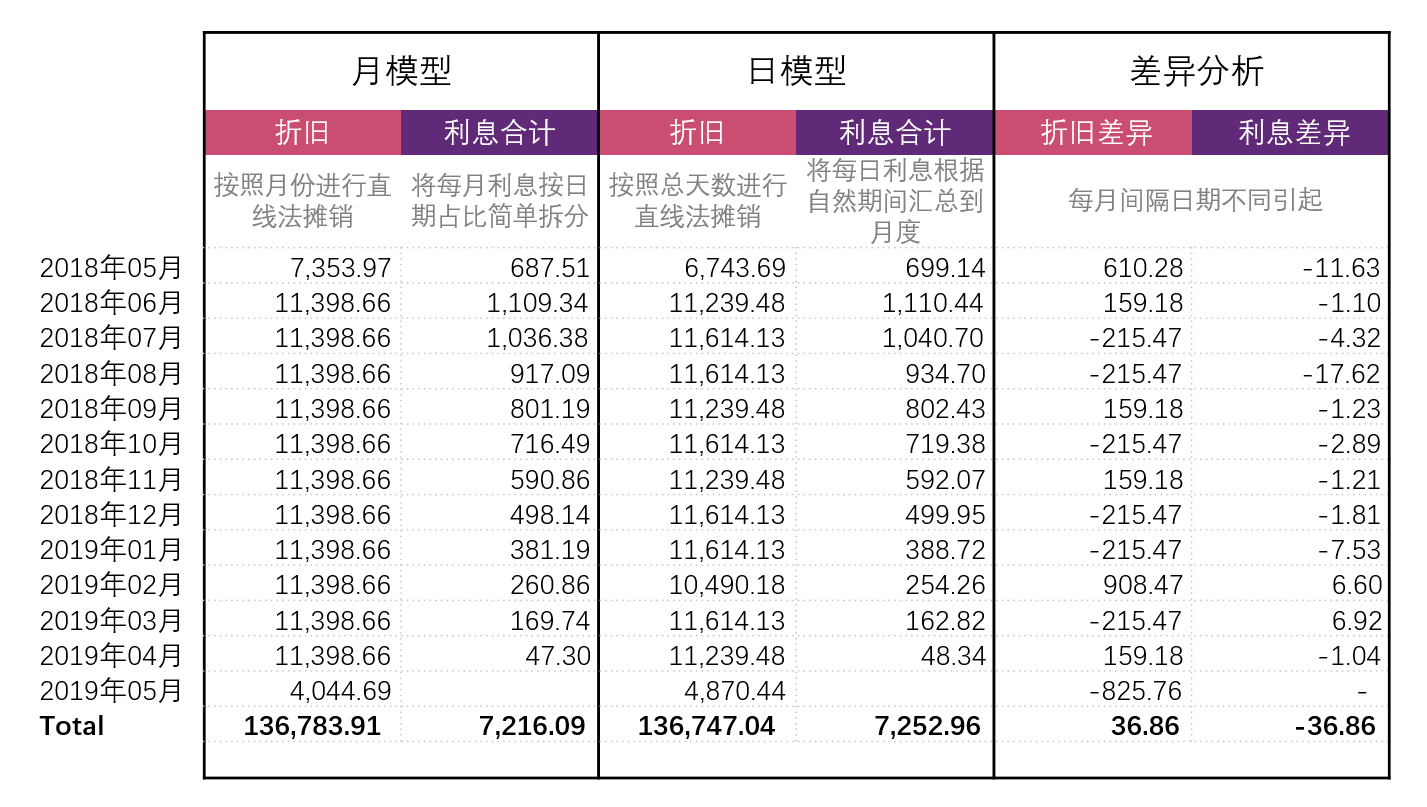 月模型 日模型 差异分析
折旧 利息合计 折旧 利息合计 折旧差异 利息差异
按照月份进行直线法摊销 将每月利息按日期占比简单拆分 按照总天数进行直线法摊销 将每日利息根据自然期间汇总到月度 每月间隔日期不同引起
2018年05月 7,353.97 687.51 6,743.69 699.14 610.28 -11.63
2018年06月 11,398.66 1,109.34 11,239.48 1,110.44 159.18 -1.10
2018年07月 11,398.66 1,036.38 11,614.13 1,040.70 -215.47 -4.32
2018年08月 11,398.66 917.09 11,614.13 934.70 -215.47 -17.62
2018年09月 11,398.66 801.19 11,239.48 802.43 159.18 -1.23
2018年10月 11,398.66 716.49 11,614.13 719.38 -215.47 -2.89
2018年11月 11,398.66 590.86 11,239.48 592.07 159.18 -1.21
2018年12月 11,398.66 498.14 11,614.13 499.95 -215.47 -1.81
2019年01月 11,398.66 381.19 11,614.13 388.72 -215.47 -7.53
2019年02月 11,398.66 260.86 10,490.18 254.26 908.47 6.60
2019年03月 11,398.66 169.74 11,614.13 162.82 -215.47 6.92
2019年04月 11,398.66 47.30 11,239.48 48.34 159.18 -1.04
2019年05月 4,044.69 4,870.44 -825.76 -
Total 136,783.91 7,216.09 136,747.04 7,252.96 36.86 -36.86